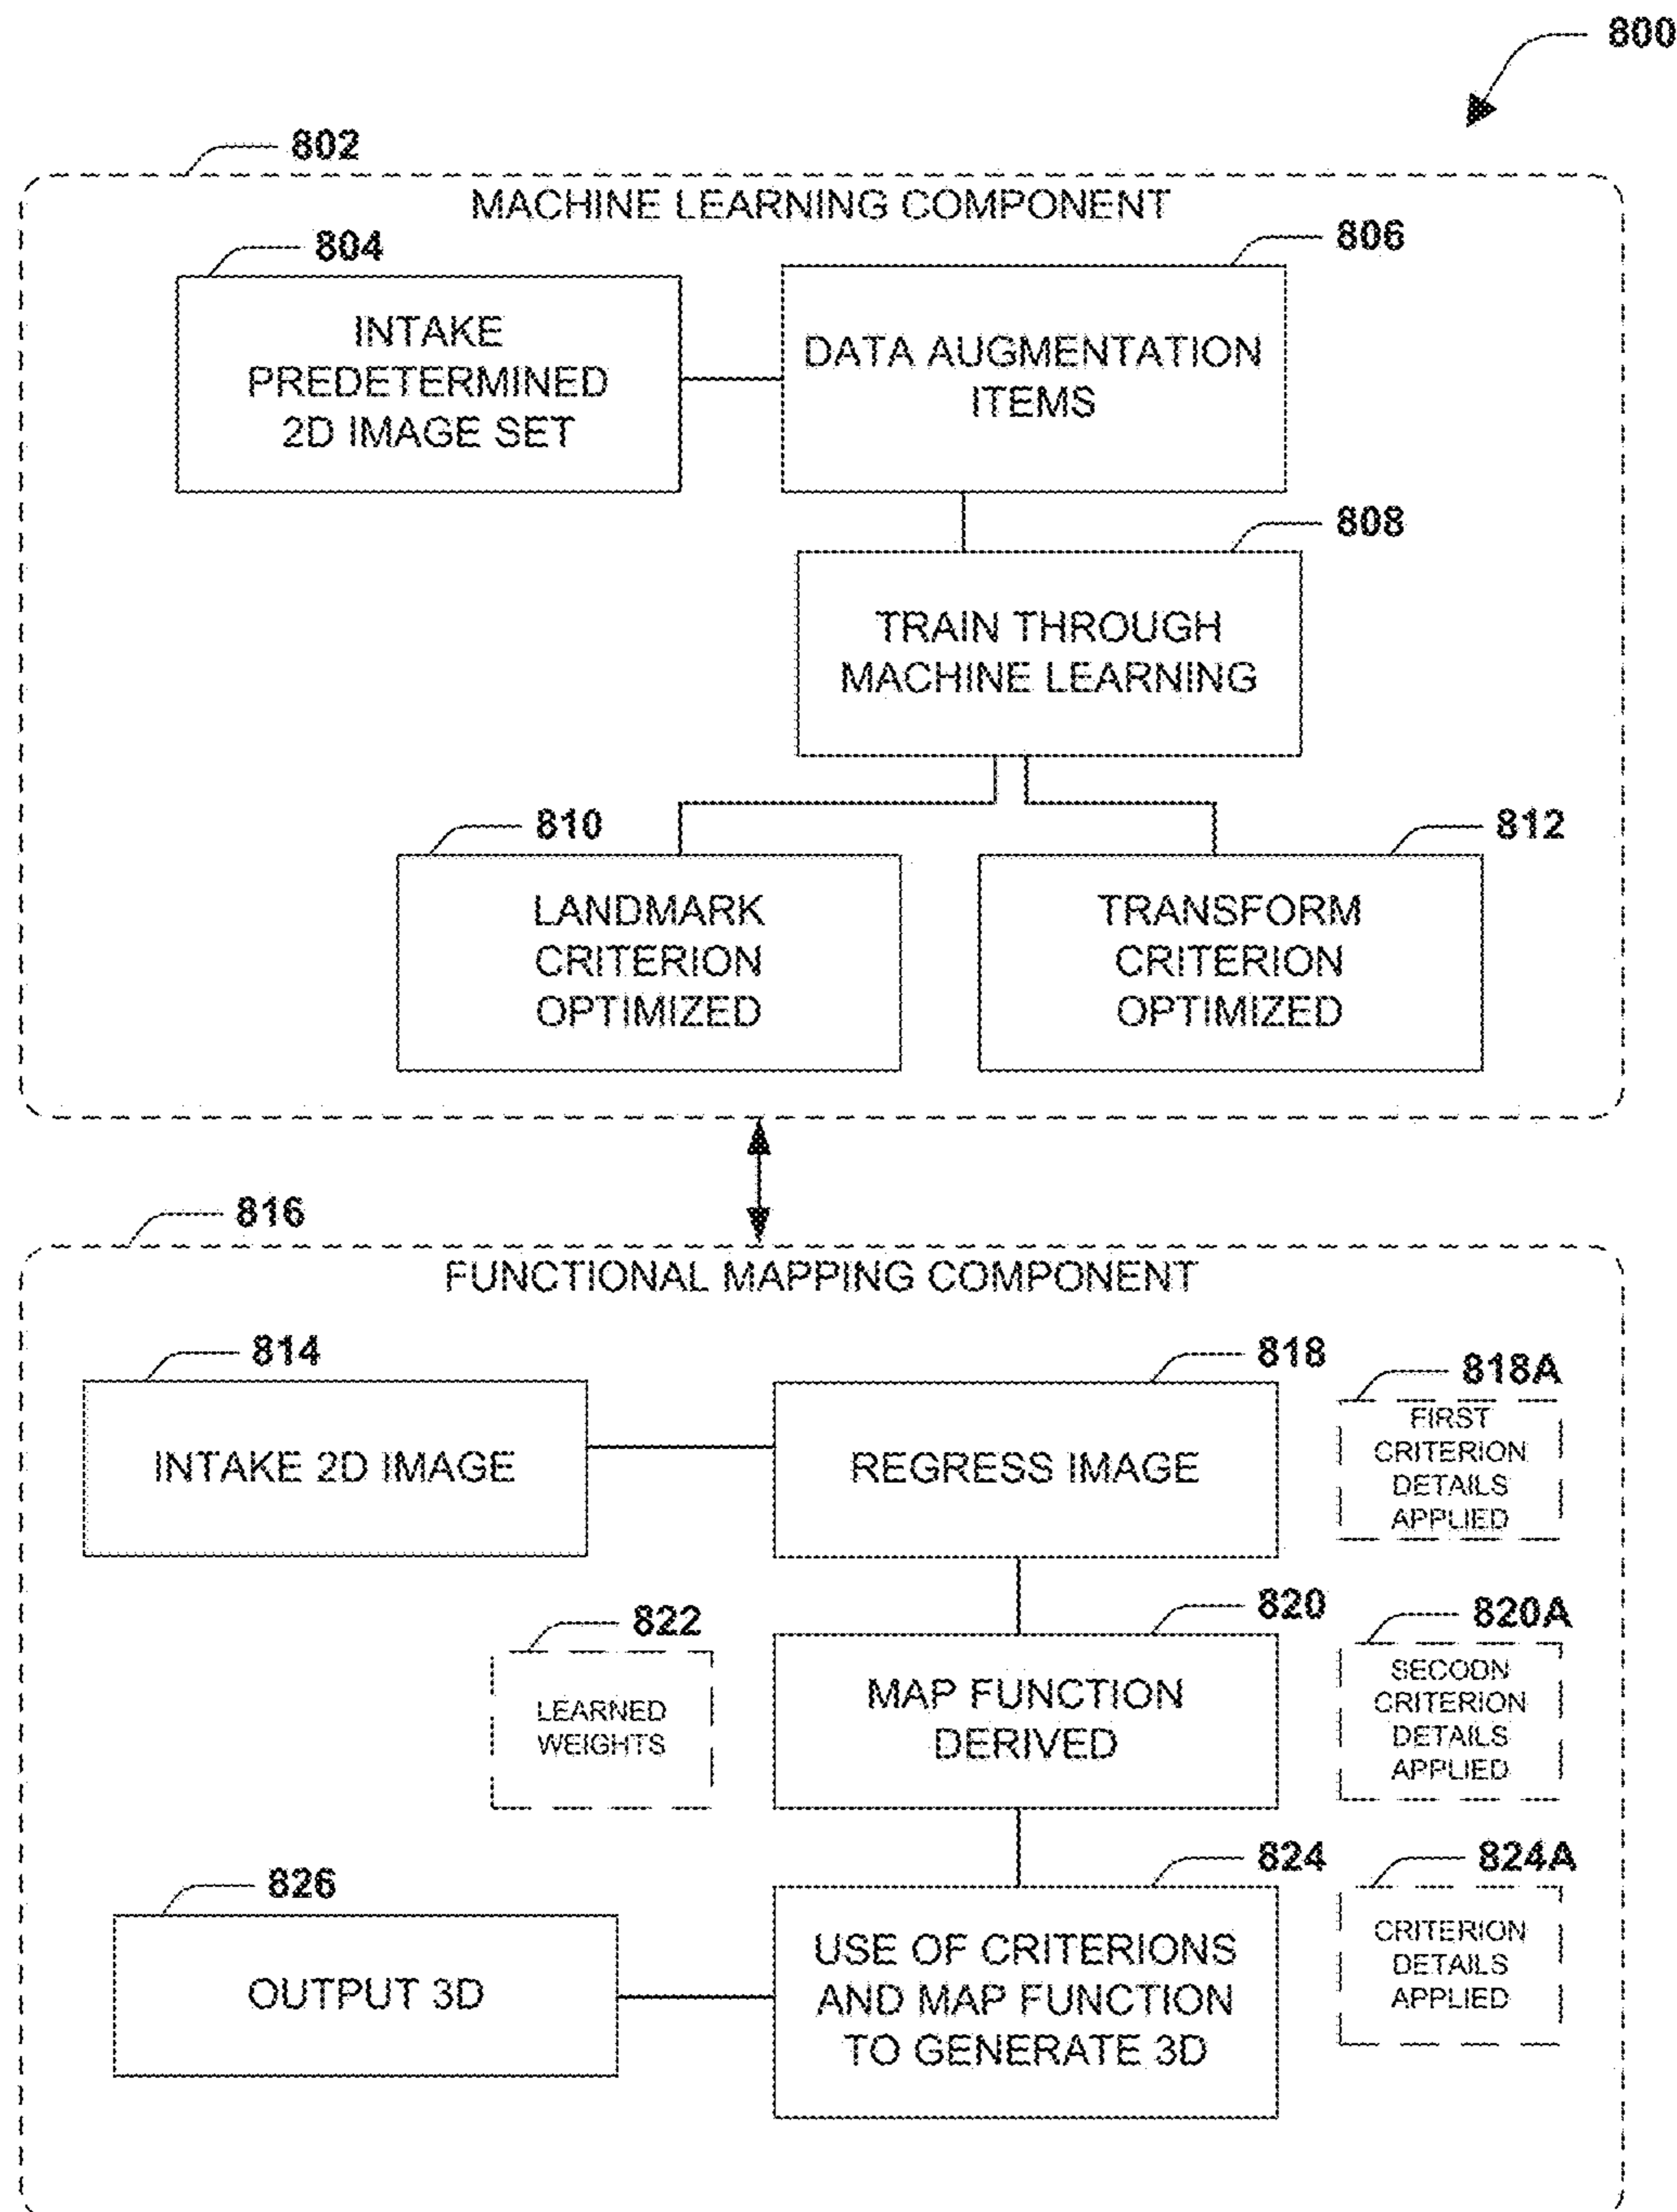 800
802
MACHINE LEARNING COMPONENT
804
INTAKE
PREDETERMINED
2D IMAGE SET
806
DATA AUGMENTATION
ITEMS
808
TRAIN THROUGH
MACHINE LEARNING
810
LANDMARK
CRITERION
OPTIMIZED
812
TRANSFORM
CRITERION
OPTIMIZED
816
FUNCTIONAL MAPPING COMPONENT
814
INTAKE 2D IMAGE
818
REGRESS IMAGE
818A
FIRST
CRITERION
DETAILS
APPLIED
822
LEARNED
WEIGHTS
820
MAP FUNCTION
DERIVED
820A
SECODN
CRITERION
DETAILS
APPLIED
826
OUTPUT 3D
824
USE OF CRITERIONS
AND MAP FUNCTION
TO GENERATE 3D
824A
CRITERION
DETAILS
APPLIED